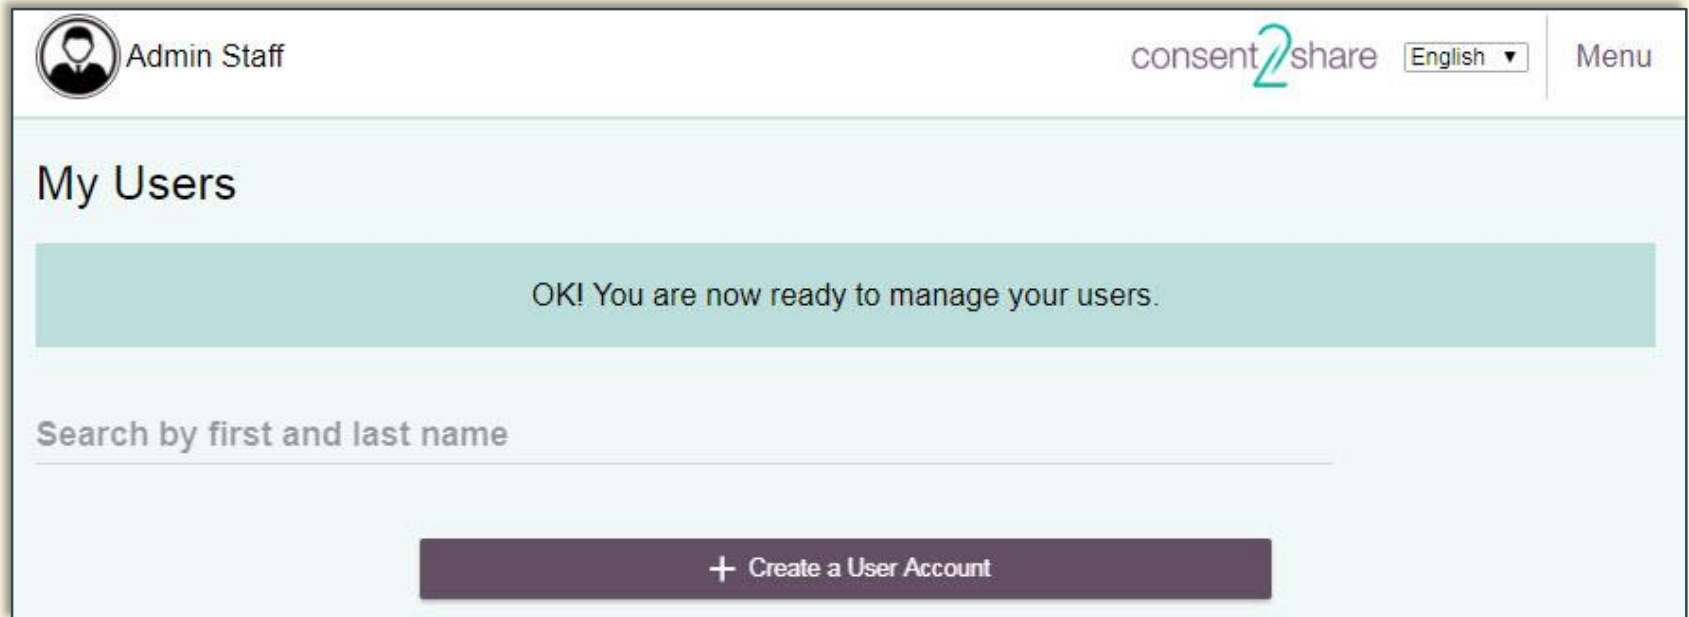 Admin Staff
consent2share
English
Menu
My Users
OK! You are now ready to manage your users.
Search by first and last name
+ Create a User Account